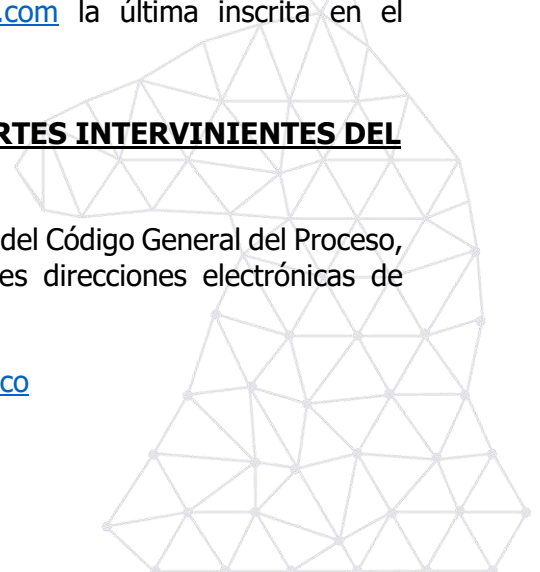 .com la última inscrita en el
RTES INTERVINIENTES DEL
del Código General del Proceso,
es direcciones electrónicas de
co